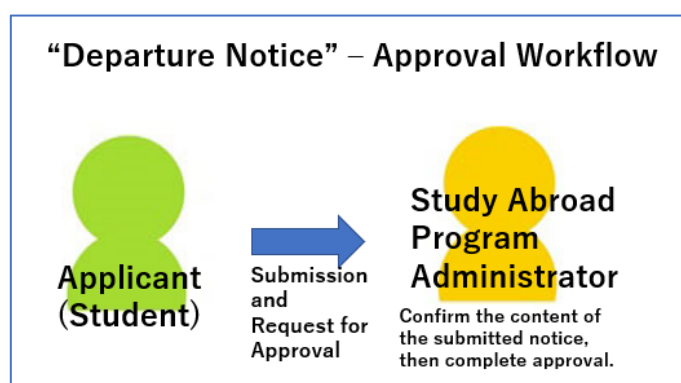 “Departure Notice” – Approval Workflow
Applicant
(Student)
Submission
and
Request for
Approval
Study Abroad
Program
Administrator
Confirm the content of
the submitted notice,
then complete approval.